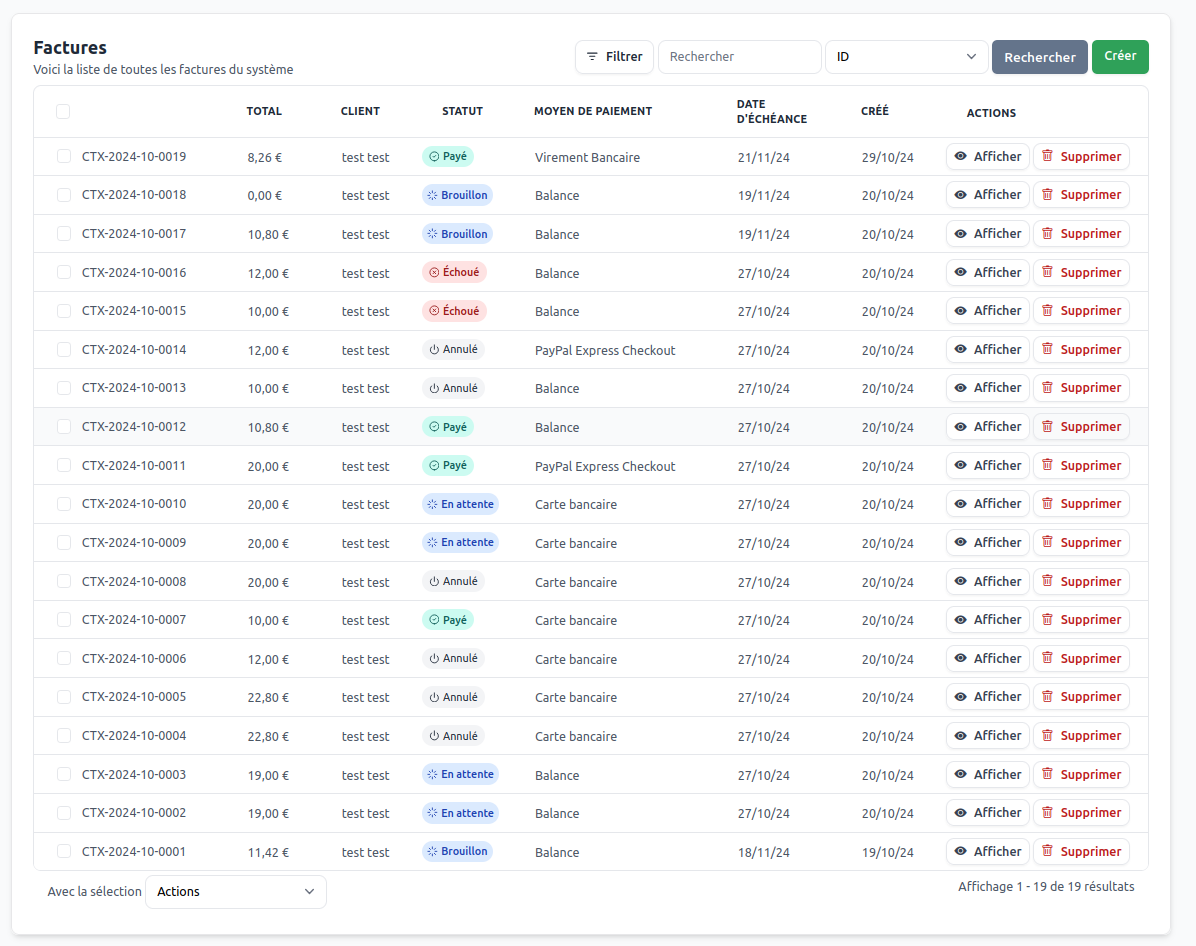 Factures
Voici la liste de toutes les factures du système
Filtrer Rechercher ID Rechercher Créer
TOTAL CLIENT STATUT MOYEN DE PAIEMENT DATE D'ÉCHÉANCE CRÉÉ ACTIONS
CTX-2024-10-0019 8,26 € test test Payé Virement Bancaire 21/11/24 29/10/24 Afficher Supprimer
CTX-2024-10-0018 0,00 € test test Brouillon Balance 19/11/24 20/10/24 Afficher Supprimer
CTX-2024-10-0017 10,80 € test test Brouillon Balance 19/11/24 20/10/24 Afficher Supprimer
CTX-2024-10-0016 12,00 € test test Échoué Balance 27/10/24 20/10/24 Afficher Supprimer
CTX-2024-10-0015 10,00 € test test Échoué Balance 27/10/24 20/10/24 Afficher Supprimer
CTX-2024-10-0014 12,00 € test test Annulé PayPal Express Checkout 27/10/24 20/10/24 Afficher Supprimer
CTX-2024-10-0013 10,00 € test test Annulé Balance 27/10/24 20/10/24 Afficher Supprimer
CTX-2024-10-0012 10,80 € test test Payé Balance 27/10/24 20/10/24 Afficher Supprimer
CTX-2024-10-0011 20,00 € test test Payé PayPal Express Checkout 27/10/24 20/10/24 Afficher Supprimer
CTX-2024-10-0010 20,00 € test test En attente Carte bancaire 27/10/24 20/10/24 Afficher Supprimer
CTX-2024-10-0009 20,00 € test test En attente Carte bancaire 27/10/24 20/10/24 Afficher Supprimer
CTX-2024-10-0008 20,00 € test test Annulé Carte bancaire 27/10/24 20/10/24 Afficher Supprimer
CTX-2024-10-0007 10,00 € test test Payé Carte bancaire 27/10/24 20/10/24 Afficher Supprimer
CTX-2024-10-0006 12,00 € test test Annulé Carte bancaire 27/10/24 20/10/24 Afficher Supprimer
CTX-2024-10-0005 22,80 € test test Annulé Carte bancaire 27/10/24 20/10/24 Afficher Supprimer
CTX-2024-10-0004 22,80 € test test Annulé Carte bancaire 27/10/24 20/10/24 Afficher Supprimer
CTX-2024-10-0003 19,00 € test test En attente Balance 27/10/24 20/10/24 Afficher Supprimer
CTX-2024-10-0002 19,00 € test test En attente Balance 27/10/24 20/10/24 Afficher Supprimer
CTX-2024-10-0001 11,42 € test test Brouillon Balance 18/11/24 19/10/24 Afficher Supprimer
Avec la sélection Actions Affichage 1 - 19 de 19 résultats